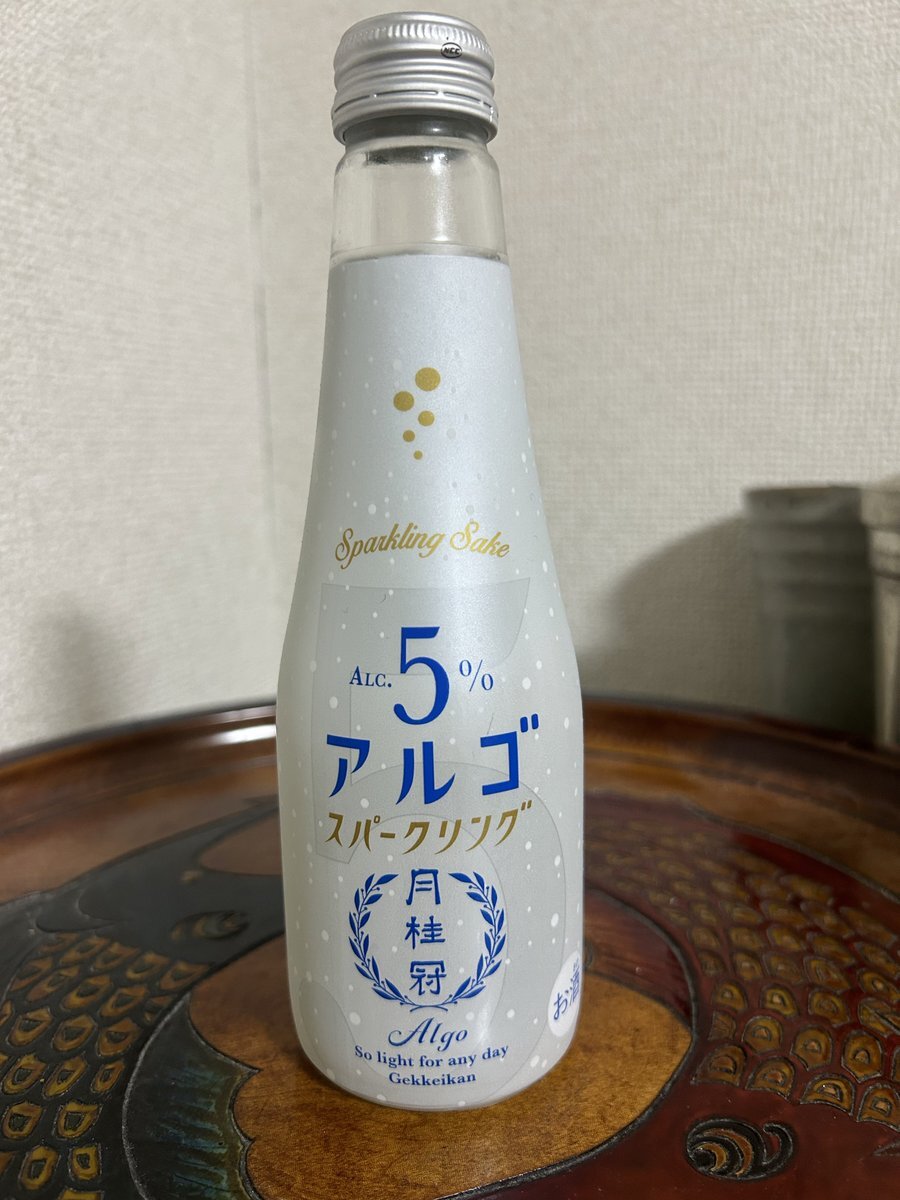 NCC
Sparkling Sake
ALC. 5%
アルゴ
スパークリング
月桂冠
Algo
So light for any day
Gekkeikan
お酒